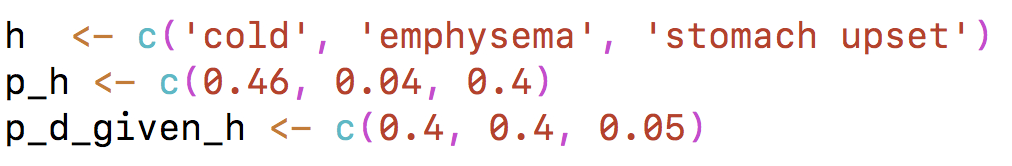 h  <- c('cold', 'emphysema', 'stomach upset')
p_h <- c(0.46, 0.04, 0.4)
p_d_given_h <- c(0.4, 0.4, 0.05)